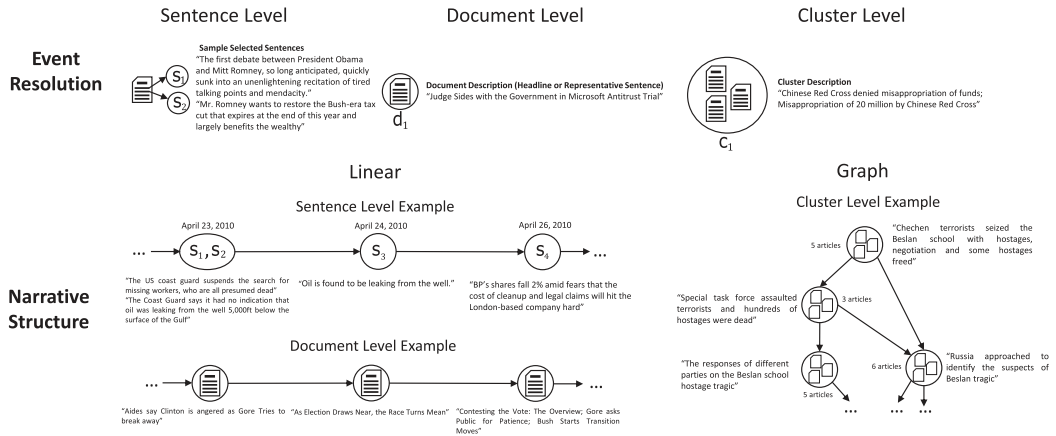 Sentence Level
Document Level
Cluster Level
Event
Resolution
Sample Selected Sentences
"The first debate between President Obama
and Mitt Romney, so long anticipated, quickly
sunk into an unenlightening recitation of tired
talking points and mendacity."
"Mr. Romney wants to restore the Bush-era tax
cut that expires at the end of this year and
largely benefits the wealthy"
S1
S2
Document Description (Headline or Representative Sentence)
"Judge Sides with the Government in Microsoft Antitrust Trial"
d1
Cluster Description
"Chinese Red Cross denied misappropriation of funds;
Misappropriation of 20 million by Chinese Red Cross"
C1
Narrative
Structure
Linear
Sentence Level Example
April 23, 2010
April 24, 2010
April 26, 2010
...
S1,S2
S3
S4
...
"The US coast guard suspends the search for
missing workers, who are all presumed dead"
"The Coast Guard says it had no indication that
oil was leaking from the well 5,000ft below the
surface of the Gulf"
"Oil is found to be leaking from the well."
"BP's shares fall 2% amid fears that the
cost of cleanup and legal claims will hit the
London-based company hard"
Document Level Example
...
...
"Aides say Clinton is angered as Gore Tries to
break away"
"As Election Draws Near, the Race Turns Mean"
"Contesting the Vote: The Overview; Gore asks
Public for Patience; Bush Starts Transition
Moves"
Graph
Cluster Level Example
5 articles
"Chechen terrorists seized the
Beslan school with hostages,
negotiation and some hostages
freed"
"Special task force assaulted
terrorists and hundreds of
hostages were dead"
3 articles
"The responses of different
parties on the Beslan school
hostage tragic"
5 articles
6 articles
"Russia approached to
identify the suspects of
Beslan tragic"
...
...
...